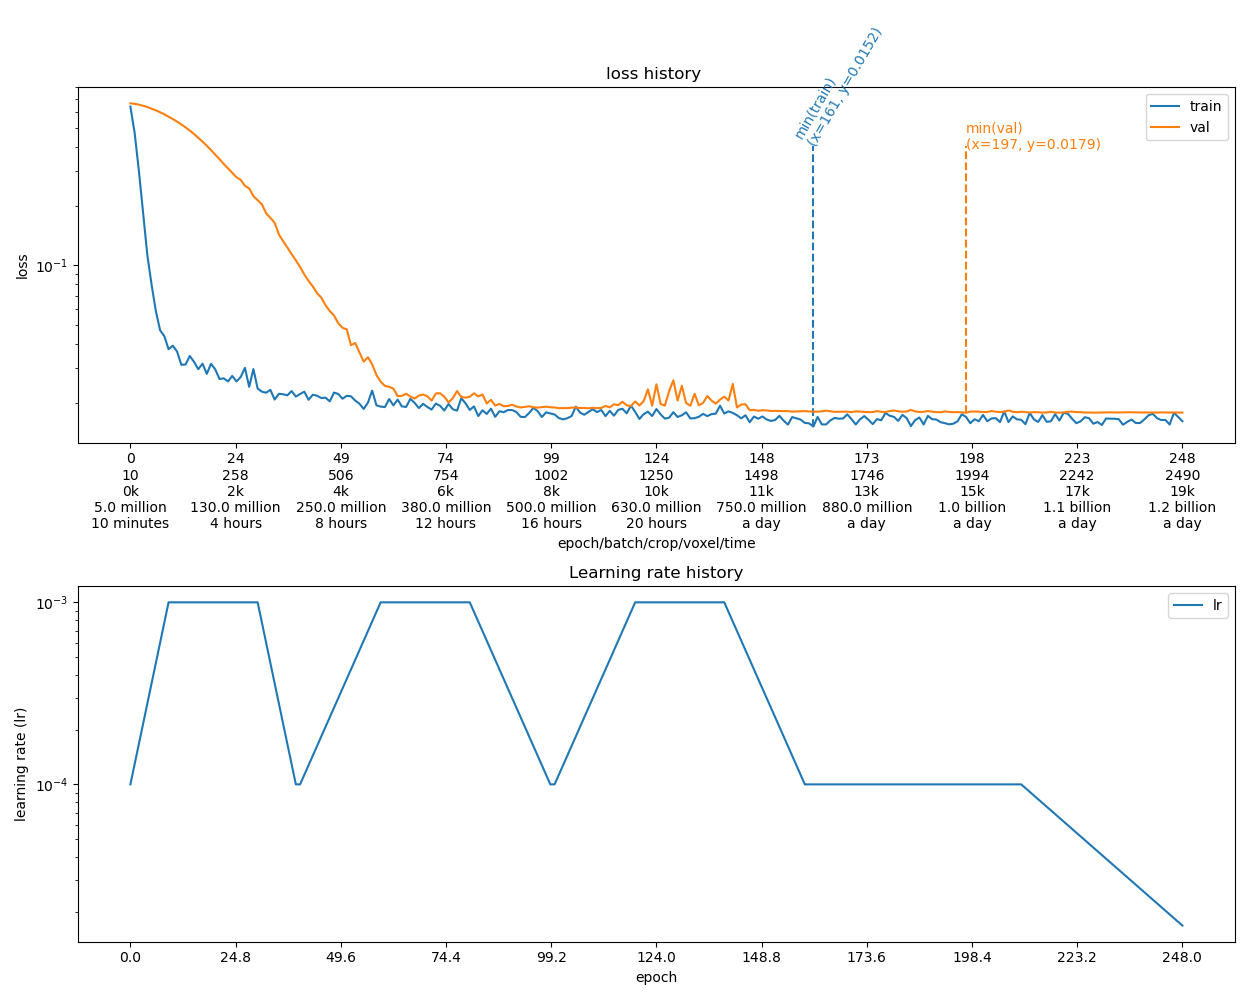 loss history
min(train)
(x=161, y=0.0152)
min(val)
(x=197, y=0.0179)
train
val
loss
10⁻¹
0 24 49 74 99 124 148 173 198 223 248
10 258 506 754 1002 1250 1498 1746 1994 2242 2490
0k 2k 4k 6k 8k 10k 11k 13k 15k 17k 19k
5.0 million 130.0 million 250.0 million 380.0 million 500.0 million 630.0 million 750.0 million 880.0 million 1.0 billion 1.1 billion 1.2 billion
10 minutes 4 hours 8 hours 12 hours 16 hours 20 hours a day a day a day a day a day
epoch/batch/crop/voxel/time
Learning rate history
lr
learning rate (lr)
10⁻³
10⁻⁴
0.0 24.8 49.6 74.4 99.2 124.0 148.8 173.6 198.4 223.2 248.0
epoch